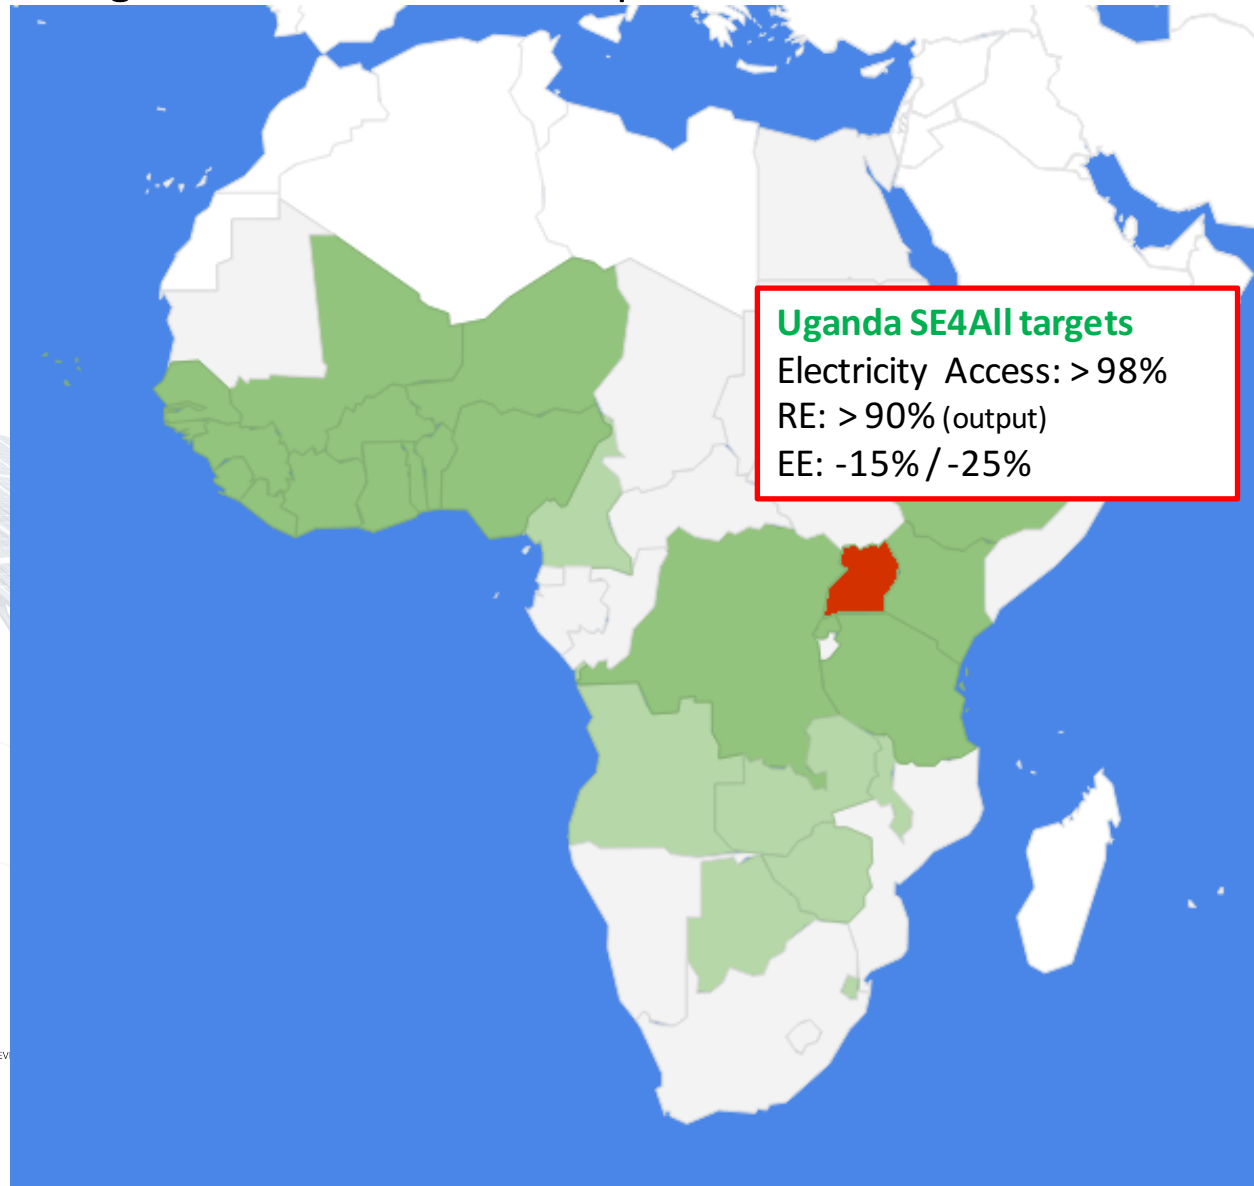 Uganda SE4All targets
Electricity Access: > 98%
RE: > 90% (output)
EE: -15% / -25%